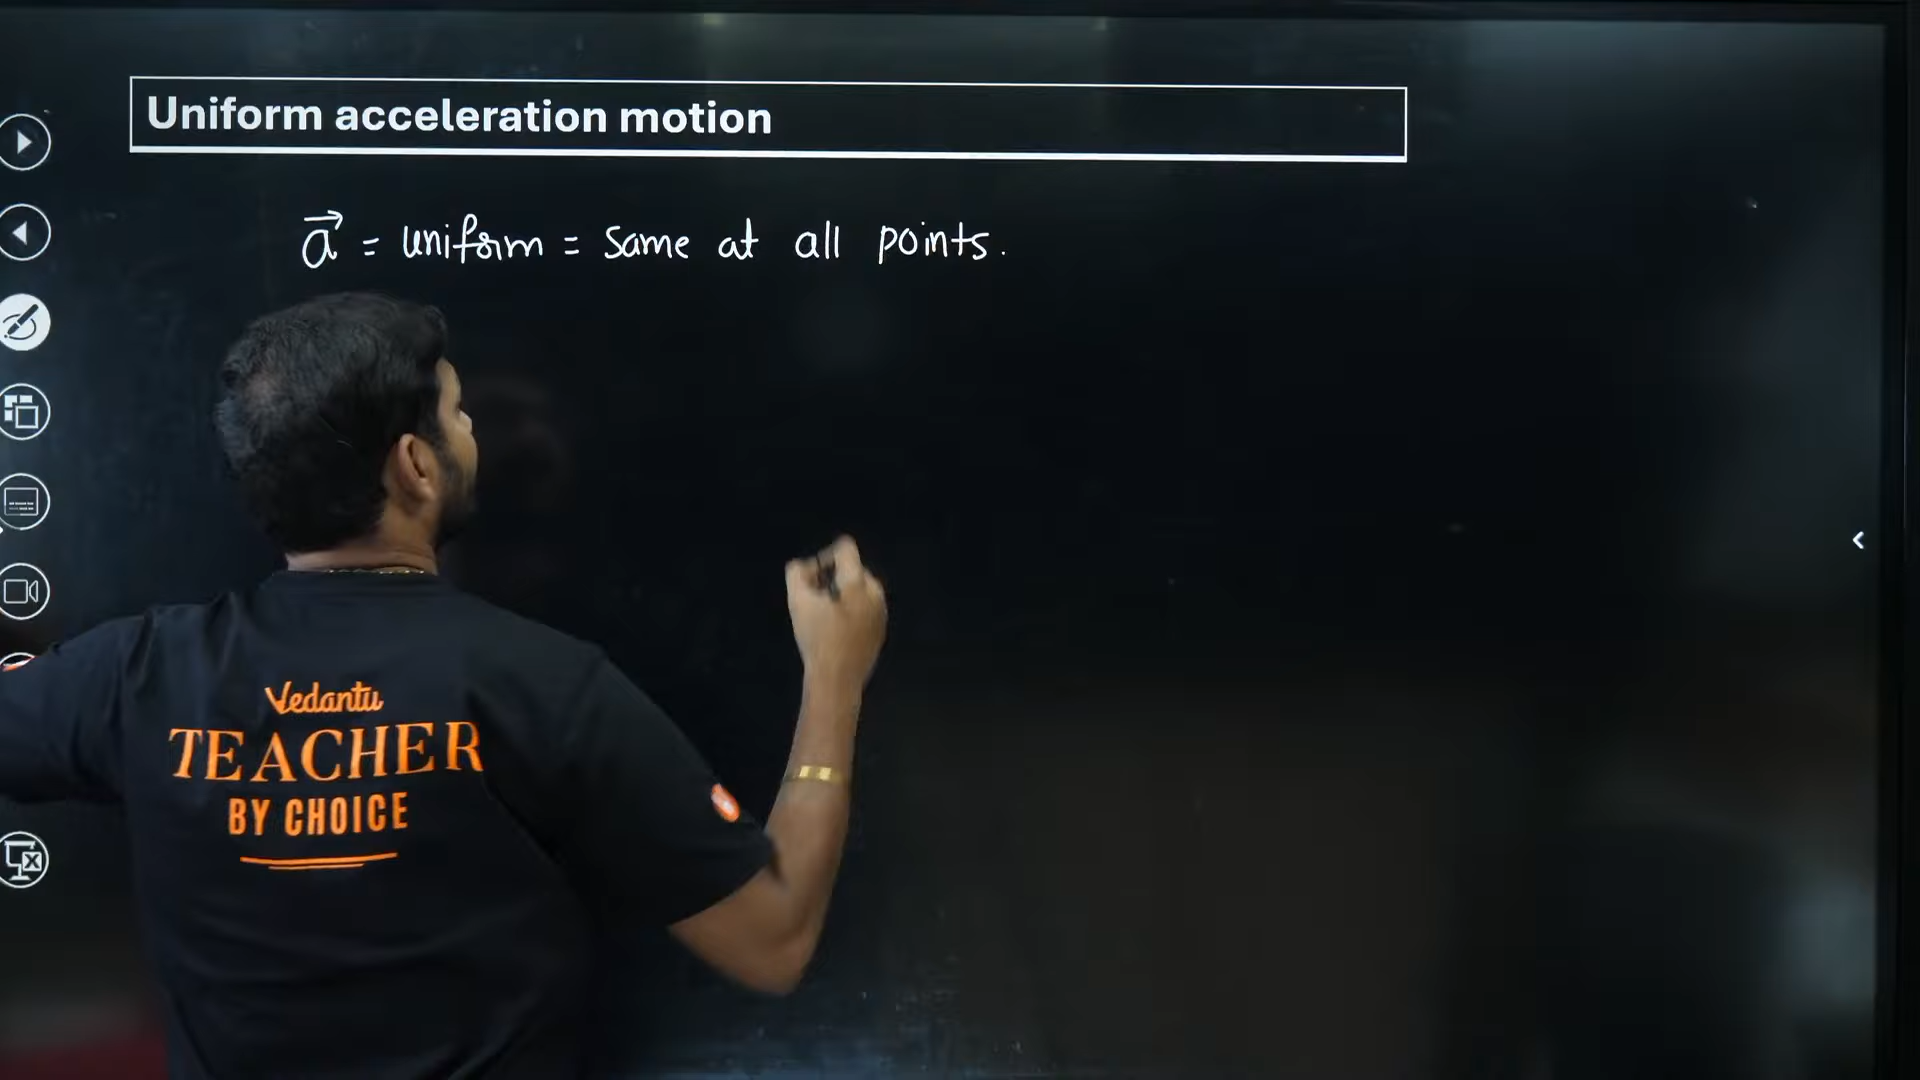 Uniform acceleration motion
a⃗ = uniform = same at all points.
Vedantu
TEACHER
BY CHOICE